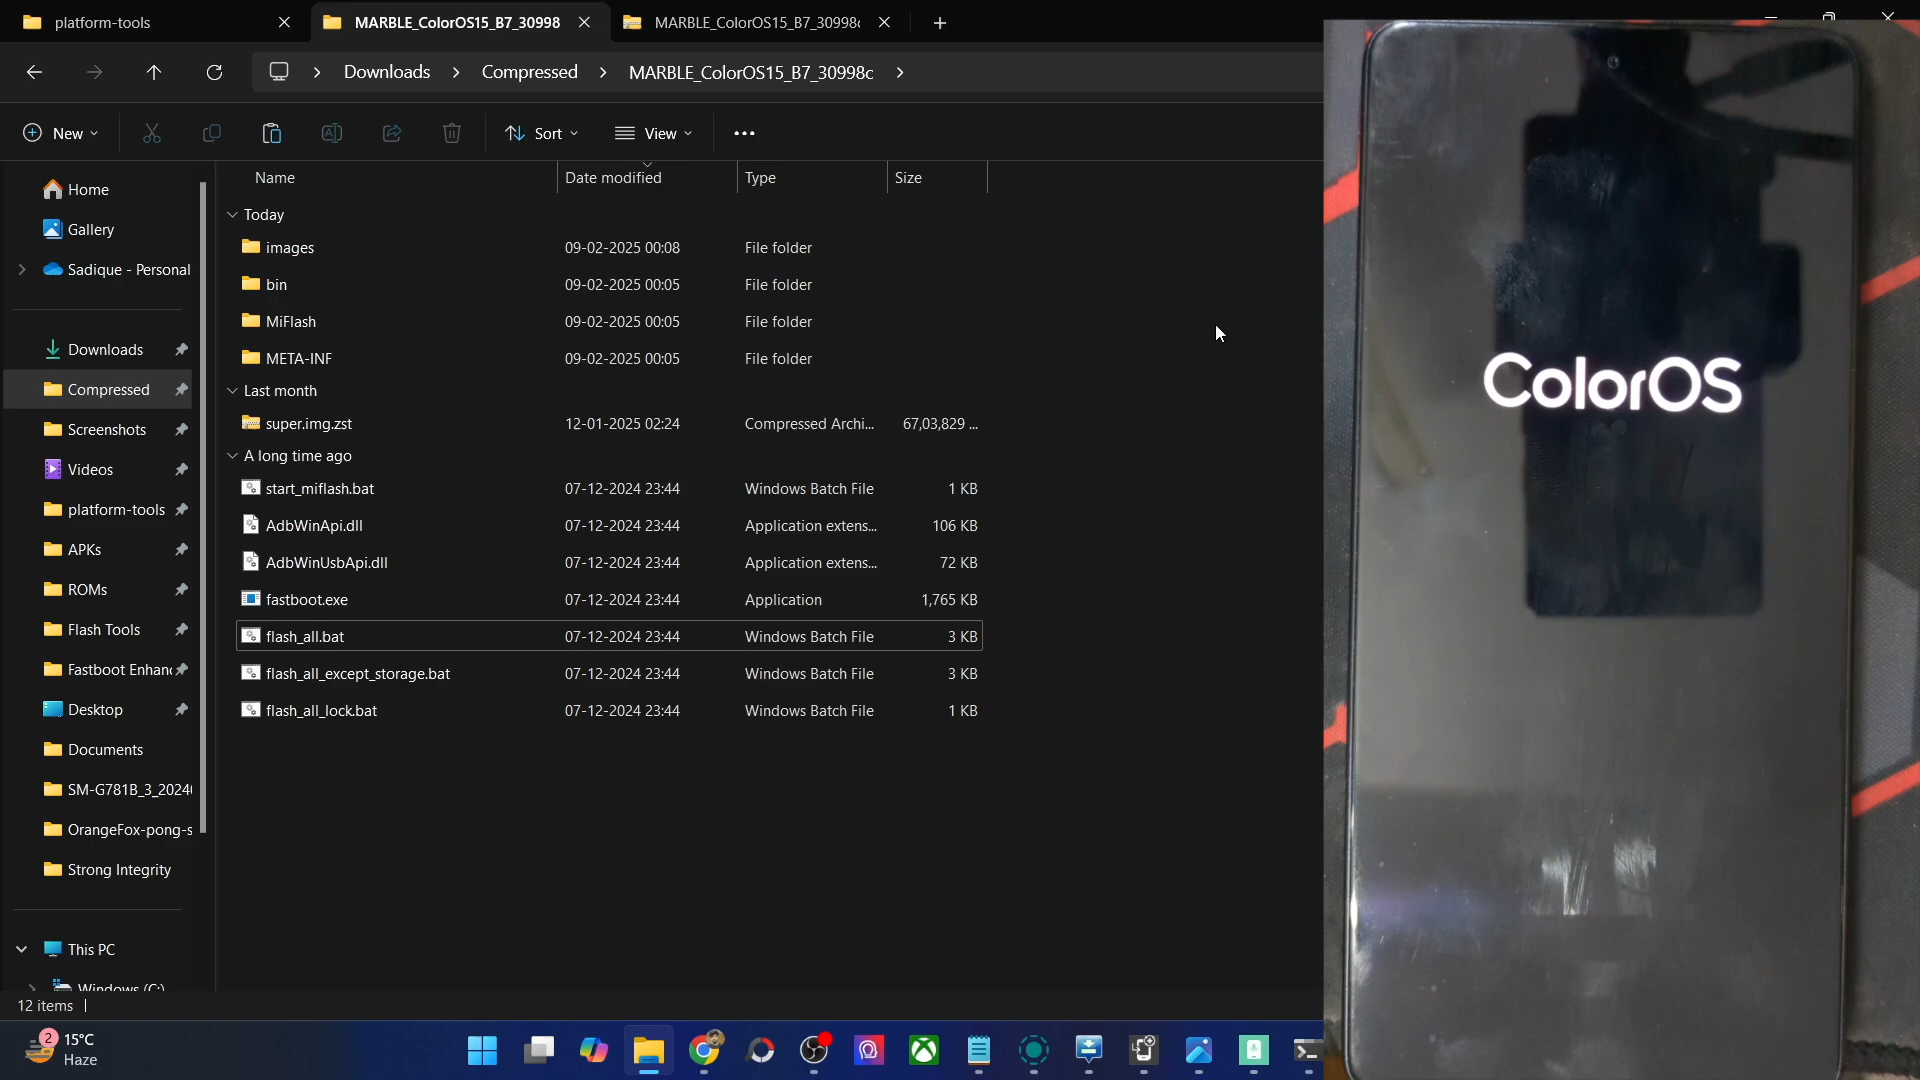 platform-tools
MARBLE_ColorOS15_B7_30998
MARBLE_ColorOS15_B7_30998c
Downloads
Compressed
MARBLE_ColorOS15_B7_30998c
New
Sort
View
Home
Gallery
Sadique - Personal
Downloads
Compressed
Screenshots
Videos
platform-tools
APKs
ROMs
Flash Tools
Fastboot Enhanc
Desktop
Documents
SM-G781B_3_2024
OrangeFox-pong-s
Strong Integrity
This PC
Windows (C:)
Name Date modified Type Size
Today
images 09-02-2025 00:08 File folder
bin 09-02-2025 00:05 File folder
MiFlash 09-02-2025 00:05 File folder
META-INF 09-02-2025 00:05 File folder
Last month
super.img.zst 12-01-2025 02:24 Compressed Archi... 67,03,829 ...
A long time ago
start_miflash.bat 07-12-2024 23:44 Windows Batch File 1 KB
AdbWinApi.dll 07-12-2024 23:44 Application extens... 106 KB
AdbWinUsbApi.dll 07-12-2024 23:44 Application extens... 72 KB
fastboot.exe 07-12-2024 23:44 Application 1,765 KB
flash_all.bat 07-12-2024 23:44 Windows Batch File 3 KB
flash_all_except_storage.bat 07-12-2024 23:44 Windows Batch File 3 KB
flash_all_lock.bat 07-12-2024 23:44 Windows Batch File 1 KB
12 items
2
15°C
Haze
ColorOS